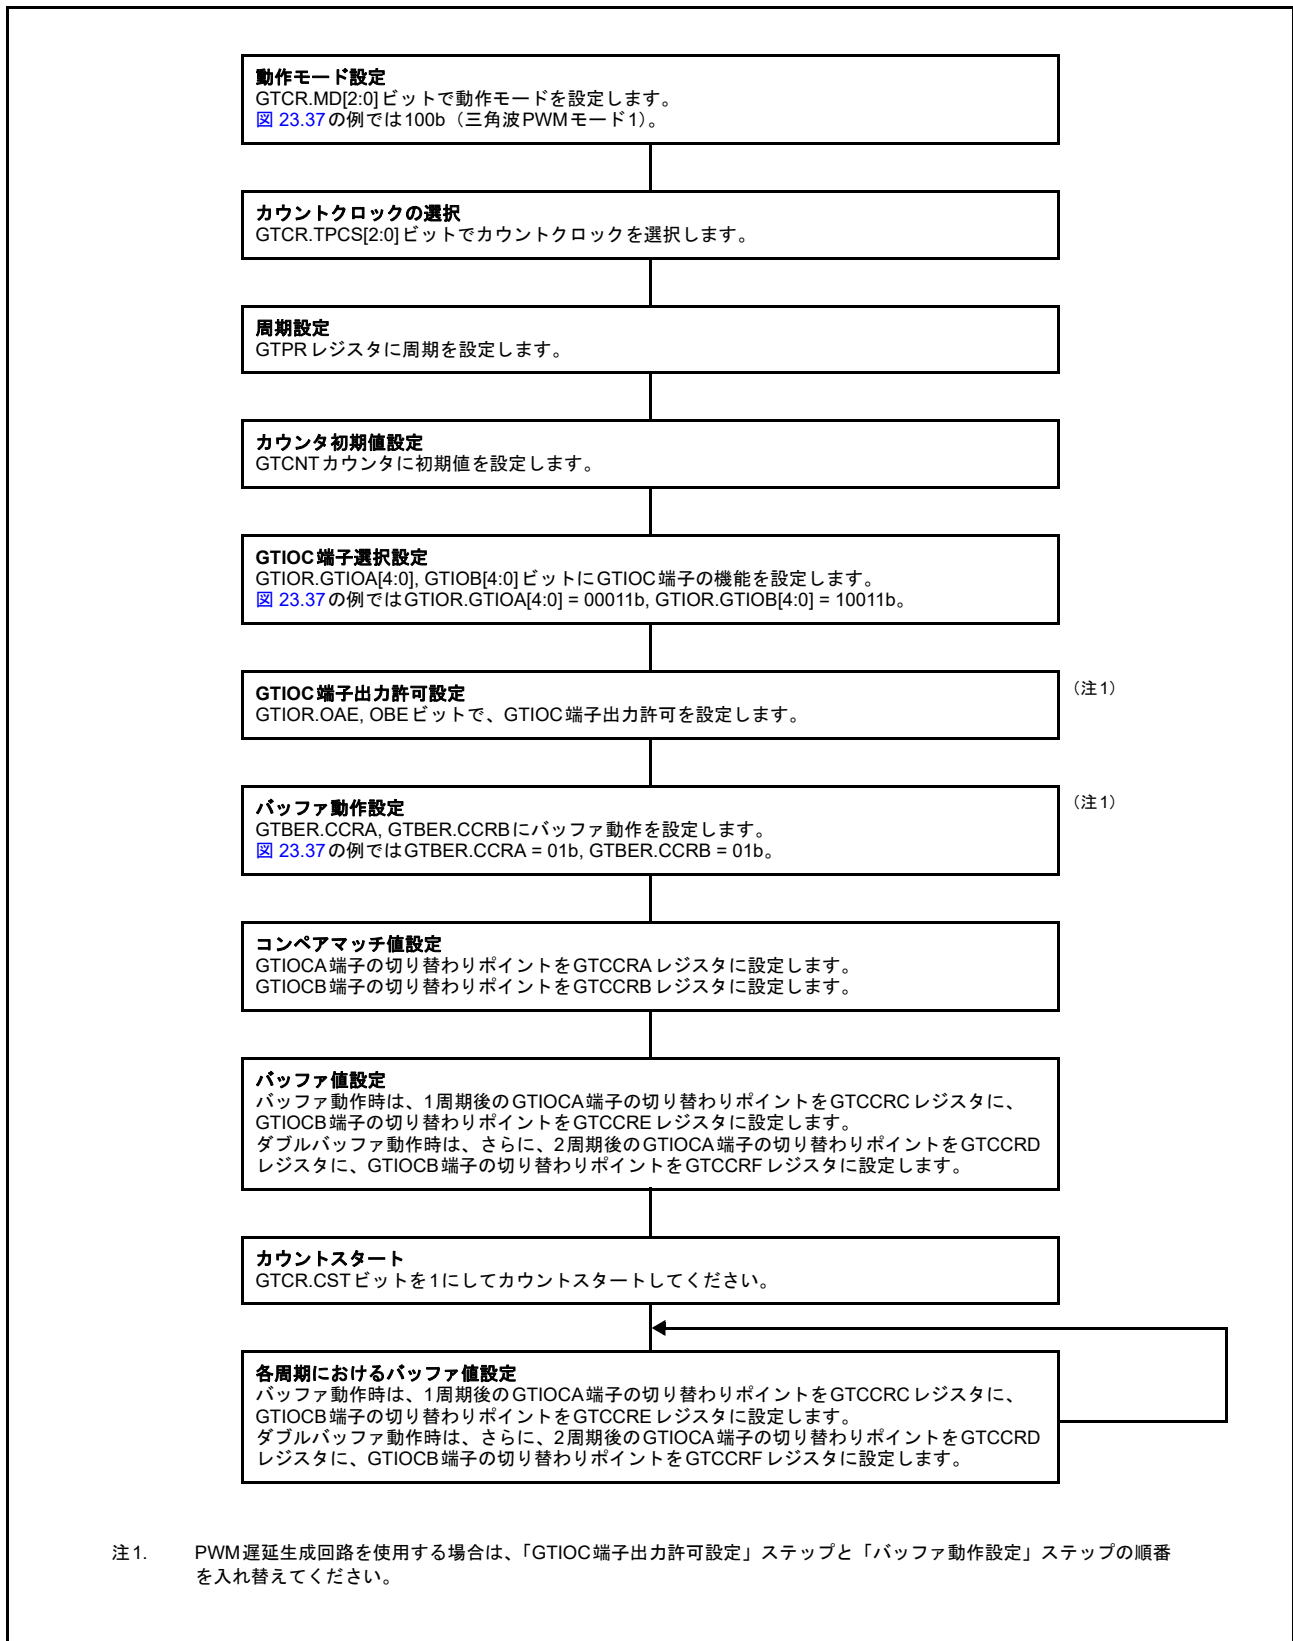 動作モード設定
GTCR.MD[2:0]ビットで動作モードを設定します。
図 23.37の例では100b（三角波PWMモード1）。
カウントクロックの選択
GTCR.TPCS[2:0]ビットでカウントクロックを選択します。
周期設定
GTPRレジスタに周期を設定します。
カウンタ初期値設定
GTCNTカウンタに初期値を設定します。
GTIOC端子選択設定
GTIOR.GTIOA[4:0], GTIOB[4:0]ビットにGTIOC端子の機能を設定します。
図 23.37の例ではGTIOR.GTIOA[4:0] = 00011b, GTIOR.GTIOB[4:0] = 10011b。
GTIOC端子出力許可設定
GTIOR.OAE, OBEビットで、GTIOC端子出力許可を設定します。
（注1）
バッファ動作設定
GTBER.CCRA, GTBER.CCRBにバッファ動作を設定します。
図 23.37の例ではGTBER.CCRA = 01b, GTBER.CCRB = 01b。
（注1）
コンペアマッチ値設定
GTIOCA端子の切り替わりポイントをGTCCRAレジスタに設定します。
GTIOCB端子の切り替わりポイントをGTCCRBレジスタに設定します。
バッファ値設定
バッファ動作時は、1周期後のGTIOCA端子の切り替わりポイントをGTCCRCレジスタに、
GTIOCB端子の切り替わりポイントをGTCCREレジスタに設定します。
ダブルバッファ動作時は、さらに、2周期後のGTIOCA端子の切り替わりポイントをGTCCRD
レジスタに、GTIOCB端子の切り替わりポイントをGTCCRFレジスタに設定します。
カウントスタート
GTCR.CSTビットを1にしてカウントスタートしてください。
各周期におけるバッファ値設定
バッファ動作時は、1周期後のGTIOCA端子の切り替わりポイントをGTCCRCレジスタに、
GTIOCB端子の切り替わりポイントをGTCCREレジスタに設定します。
ダブルバッファ動作時は、さらに、2周期後のGTIOCA端子の切り替わりポイントをGTCCRD
レジスタに、GTIOCB端子の切り替わりポイントをGTCCRFレジスタに設定します。
注1. PWM遅延生成回路を使用する場合は、「GTIOC端子出力許可設定」ステップと「バッファ動作設定」ステップの順番
を入れ替えてください。